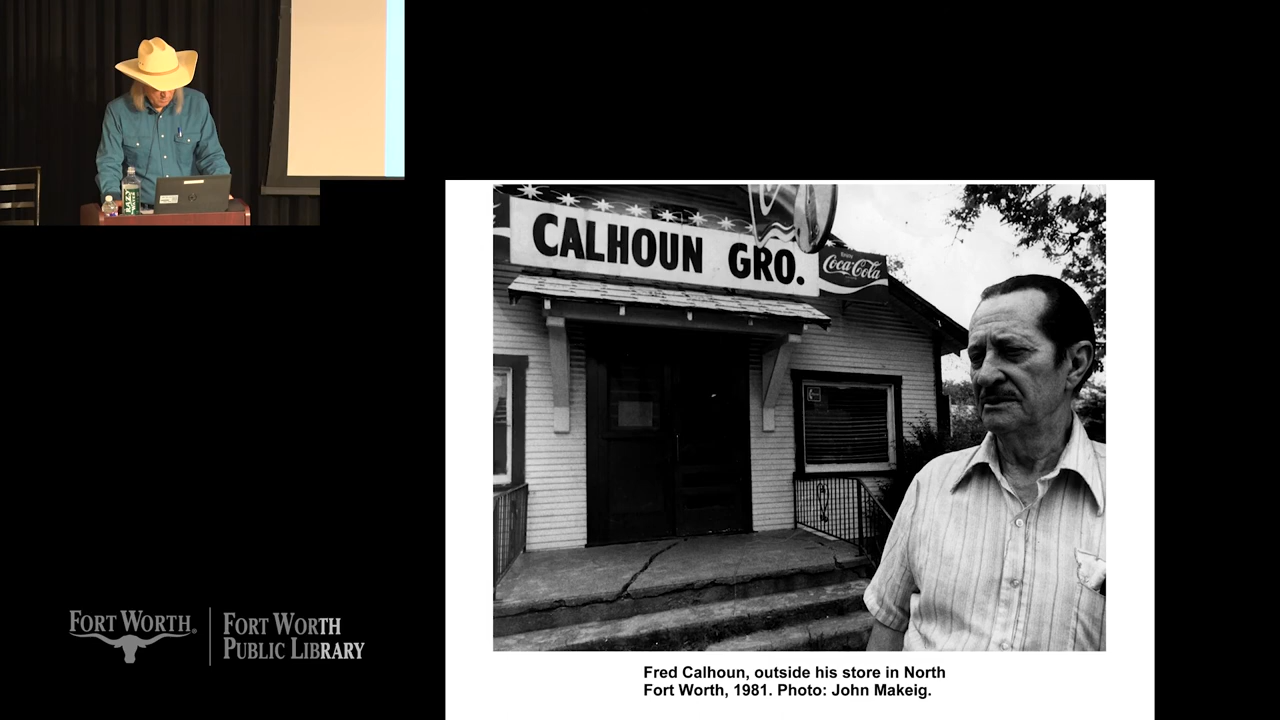 CALHOUN GRO.
Enjoy
Coca-Cola
FORT WORTH®
FORT WORTH
PUBLIC LIBRARY
Fred Calhoun, outside his store in North
Fort Worth, 1981. Photo: John Makeig.